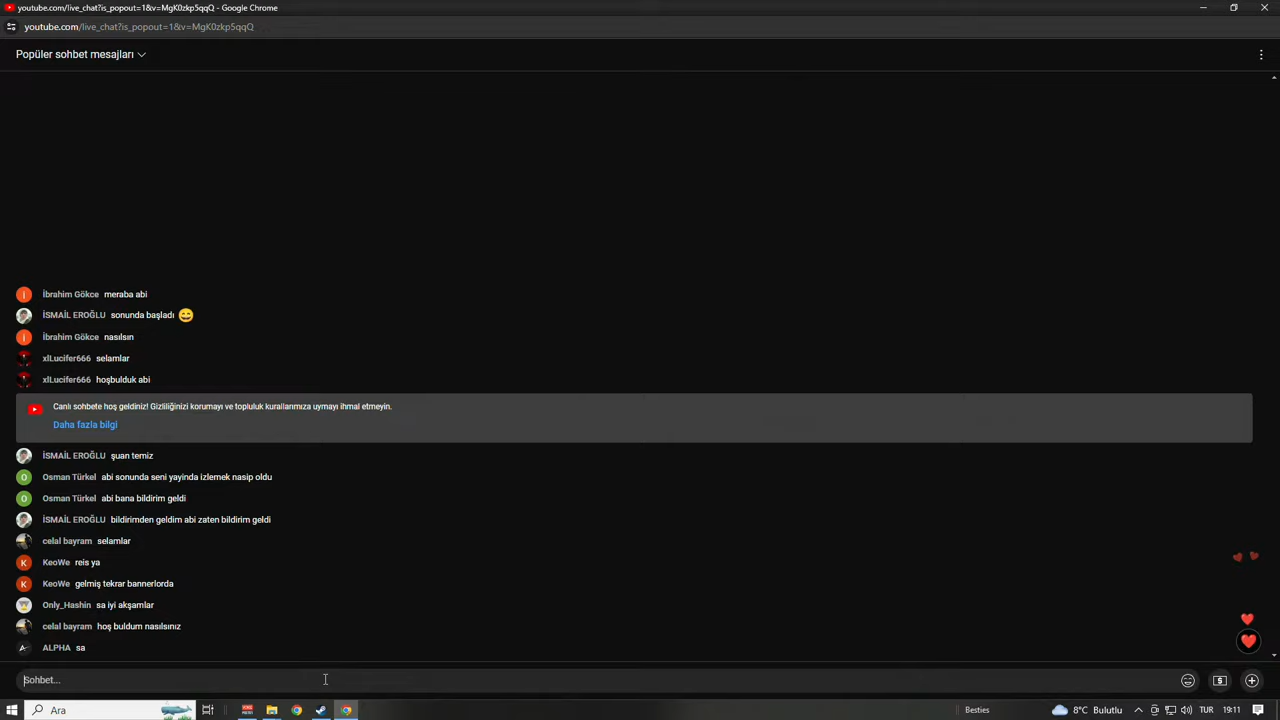 youtube.com/live_chat?is_popout=1&v=MgK0zkp5qqQ - Google Chrome
youtube.com/live_chat?is_popout=1&v=MgK0zkp5qqQ
Popüler sohbet mesajları
İbrahim Gökce meraba abi
İSMAİL EROĞLU sonunda başladı 😄
İbrahim Gökce nasılsın
xlLucifer666 selamlar
xlLucifer666 hoşbulduk abi
Canlı sohbete hoş geldiniz! Gizliliğinizi korumayı ve topluluk kurallarımıza uymayı ihmal etmeyin.
Daha fazla bilgi
İSMAİL EROĞLU şuan temiz
Osman Türkel abi sonunda seni yayinda izlemek nasip oldu
Osman Türkel abi bana bildirim geldi
İSMAİL EROĞLU bildirimden geldim abi zaten bildirim geldi
celal bayram selamlar
KeoWe reis ya
KeoWe gelmiş tekrar bannerlorda
Only_Hashin sa iyi akşamlar
celal bayram hoş buldum nasılsınız
ALPHA sa
Sohbet...
Ara
Besties
8°C Bulutlu
TUR
19:11